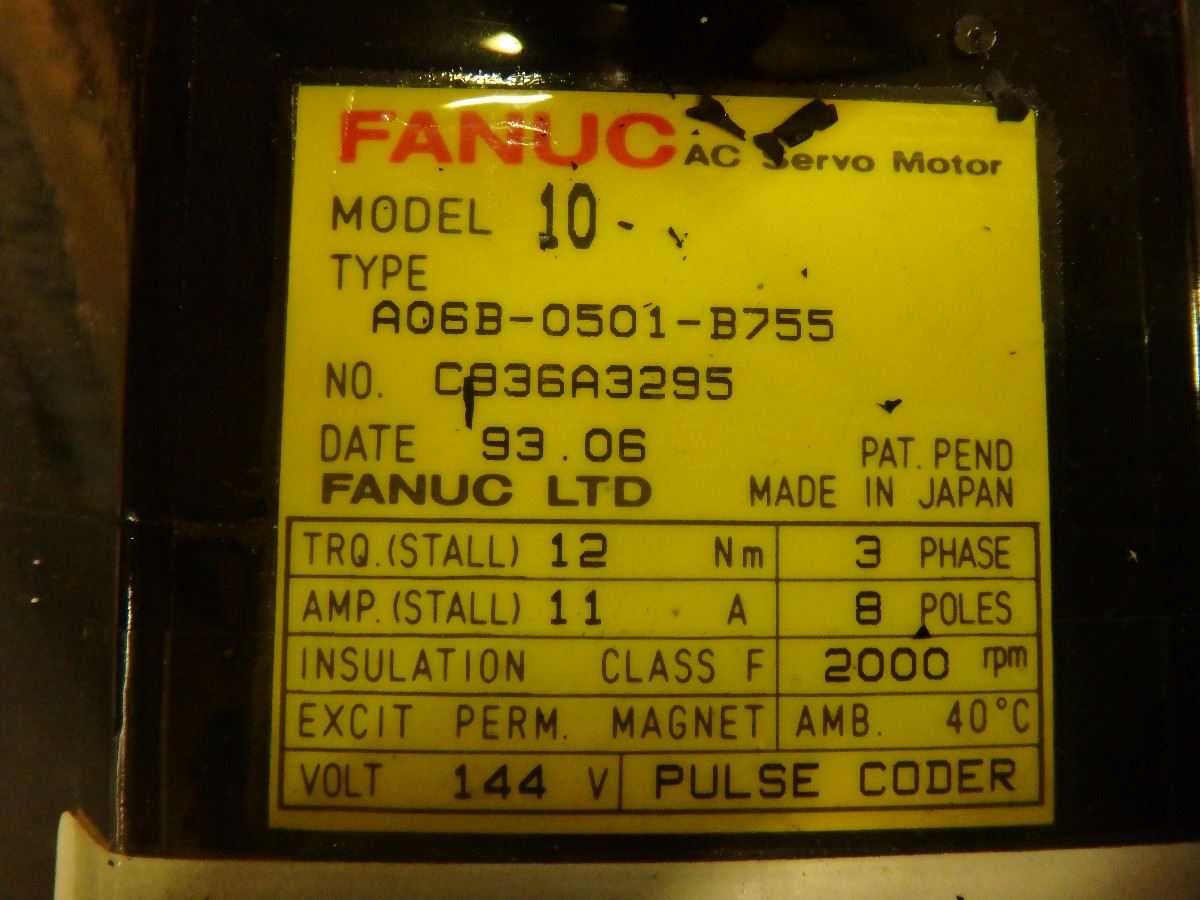 FANUC AC Servo Motor
MODEL 10
TYPE
A06B-0501-B755
NO. C836A3295
DATE 93.06
PAT. PEND
FANUC LTD
MADE IN JAPAN
TRQ.(STALL) 12 Nm
3 PHASE
AMP.(STALL) 11 A
8 POLES
INSULATION CLASS F
2000 rpm
EXCIT PERM. MAGNET
AMB. 40°C
VOLT 144 V
PULSE CODER